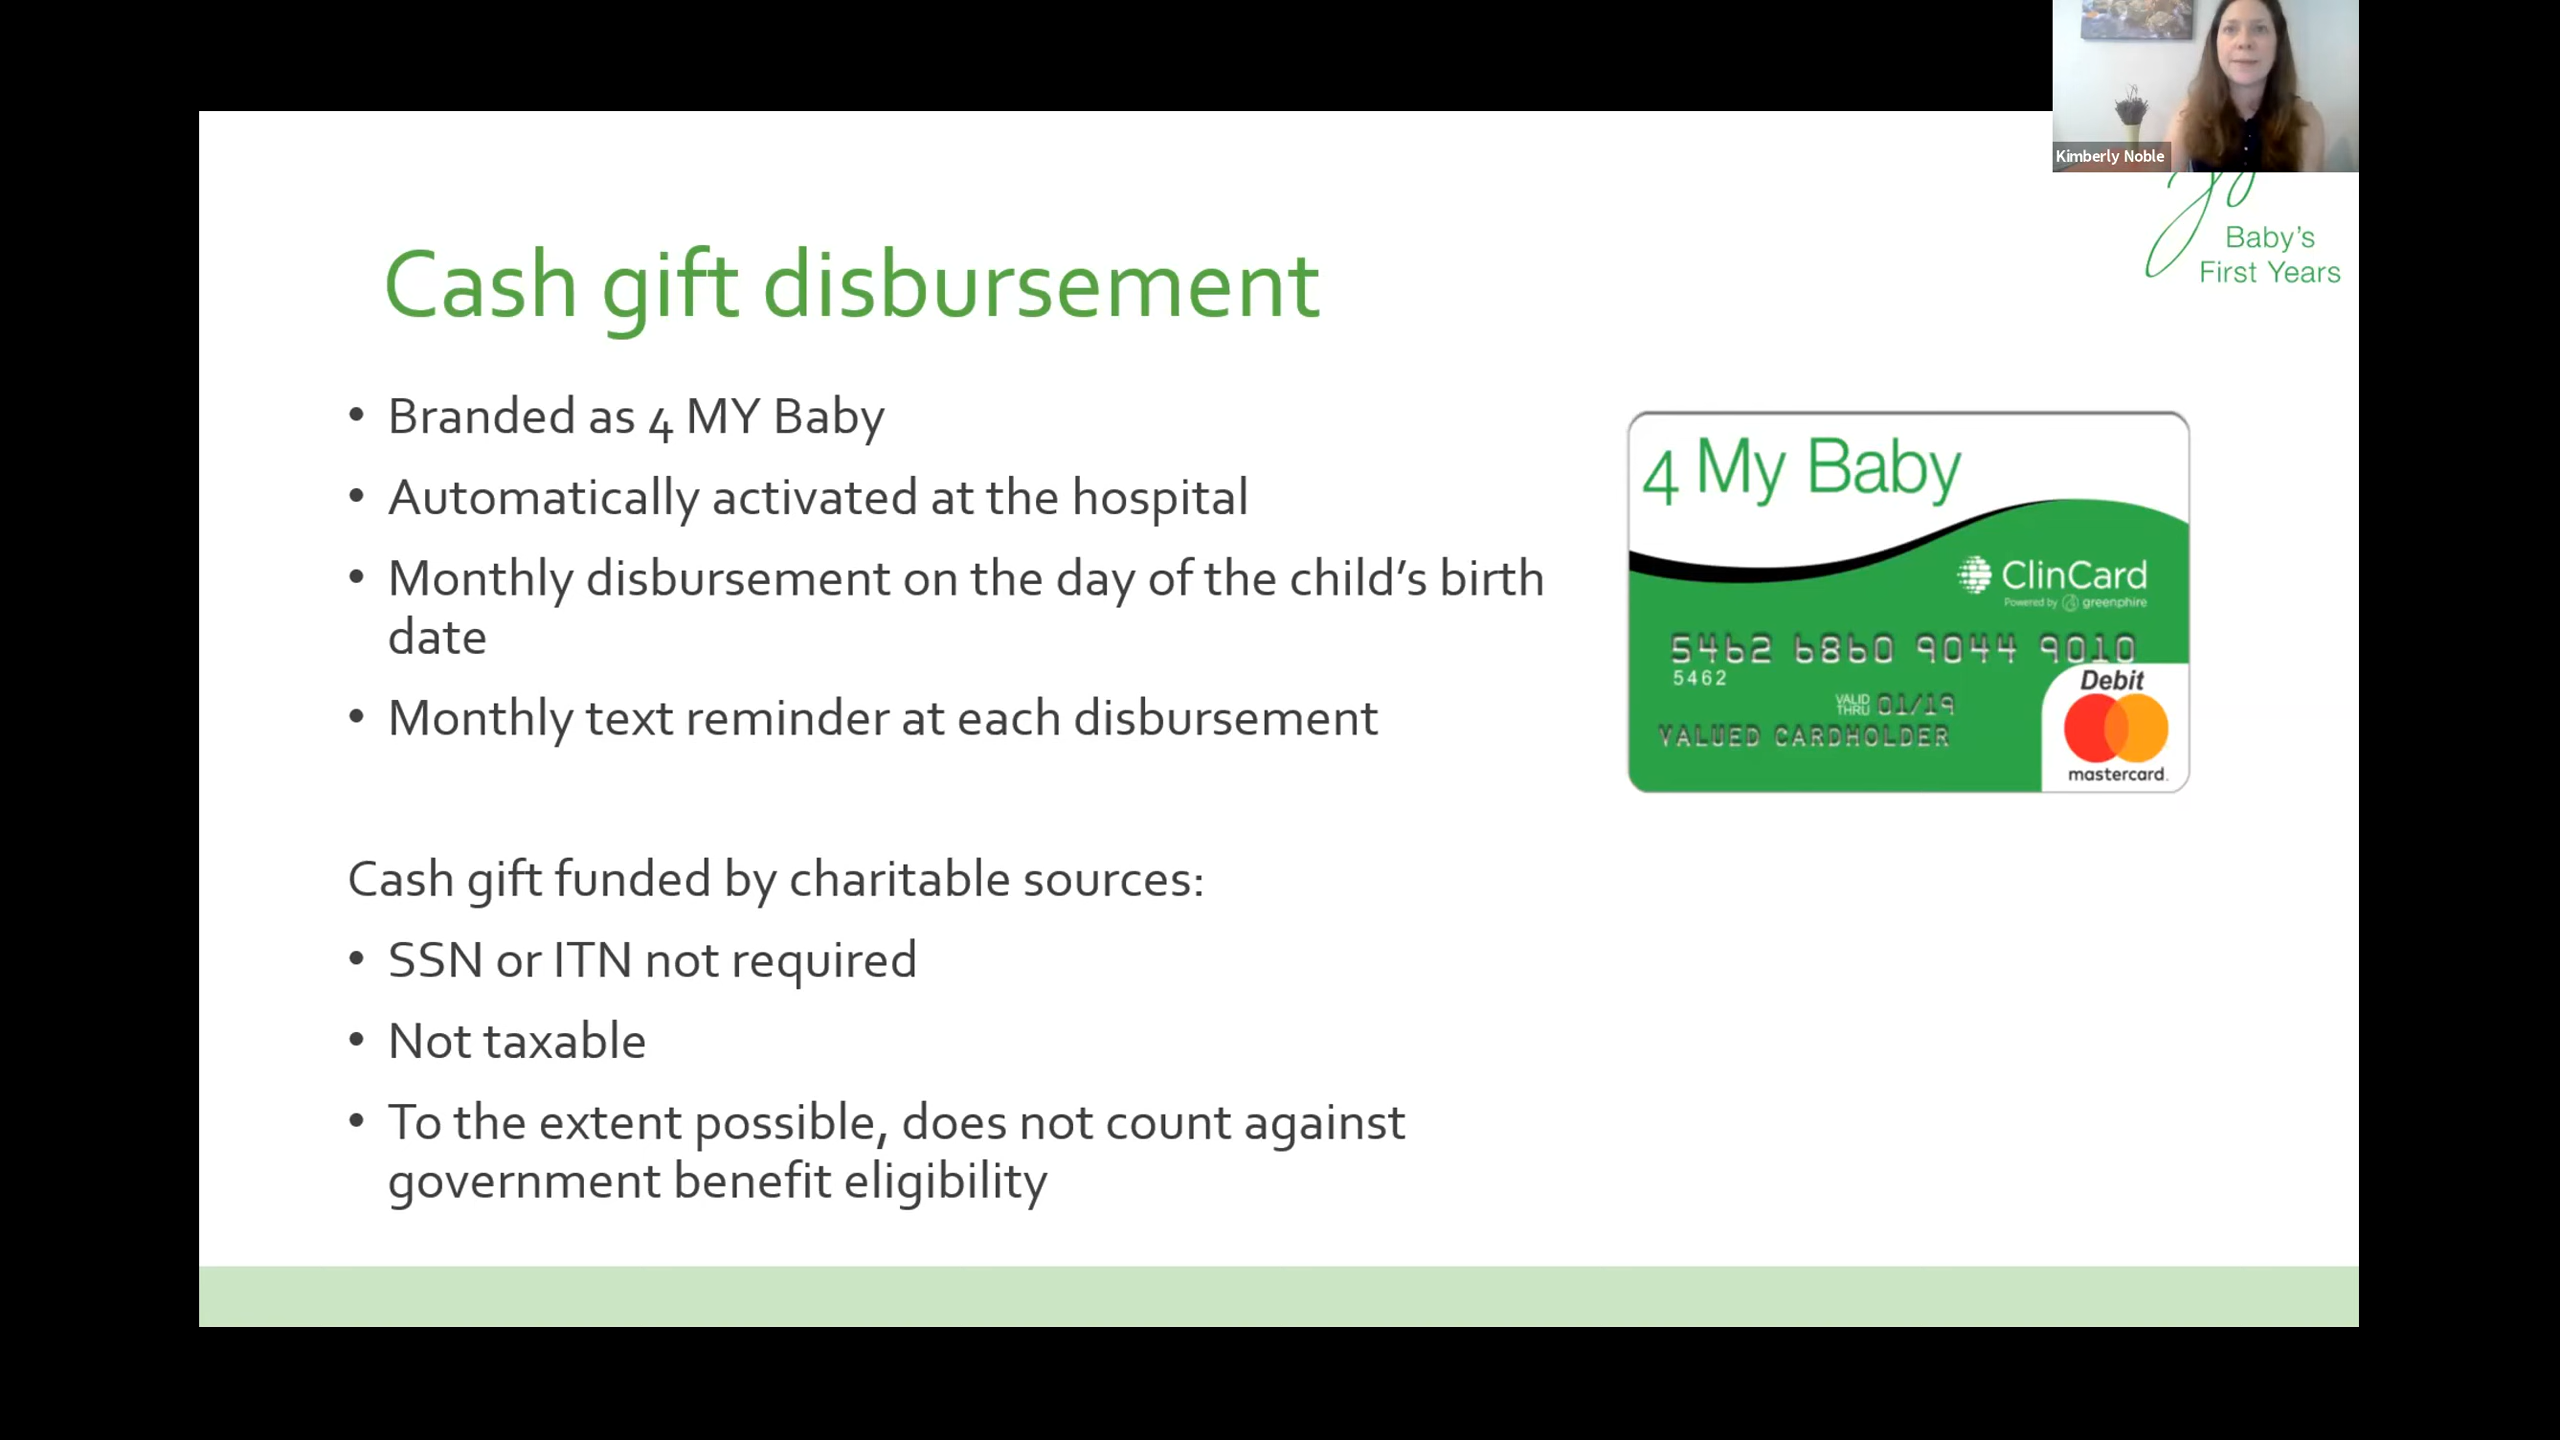 Kimberly Noble
Baby's
First Years
Cash gift disbursement
• Branded as 4 MY Baby
• Automatically activated at the hospital
• Monthly disbursement on the day of the child's birth
date
• Monthly text reminder at each disbursement
4 My Baby
ClinCard
Powered by greenphire
5462 6860 9044 9010
5462
Debit
VALID
THRU 01/19
VALUED CARDHOLDER
mastercard.
Cash gift funded by charitable sources:
• SSN or ITN not required
• Not taxable
• To the extent possible, does not count against
government benefit eligibility